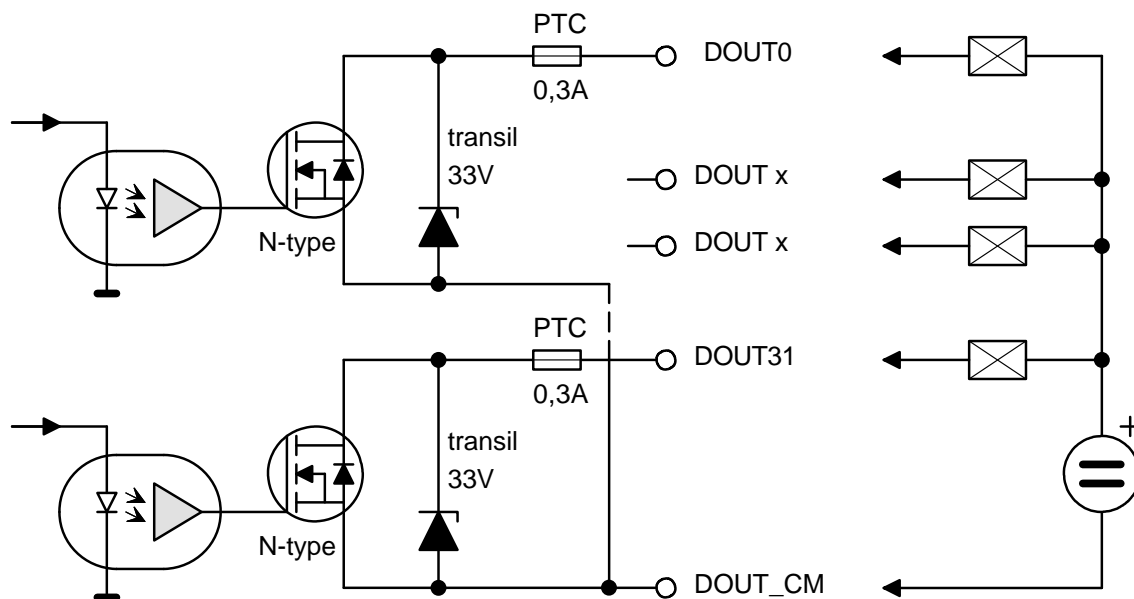 PTC
DOUT0
0,3A
transil
33V
DOUT x
N-type
DOUT x
PTC
DOUT31
0,3A
+
transil
33V
N-type
DOUT_CM